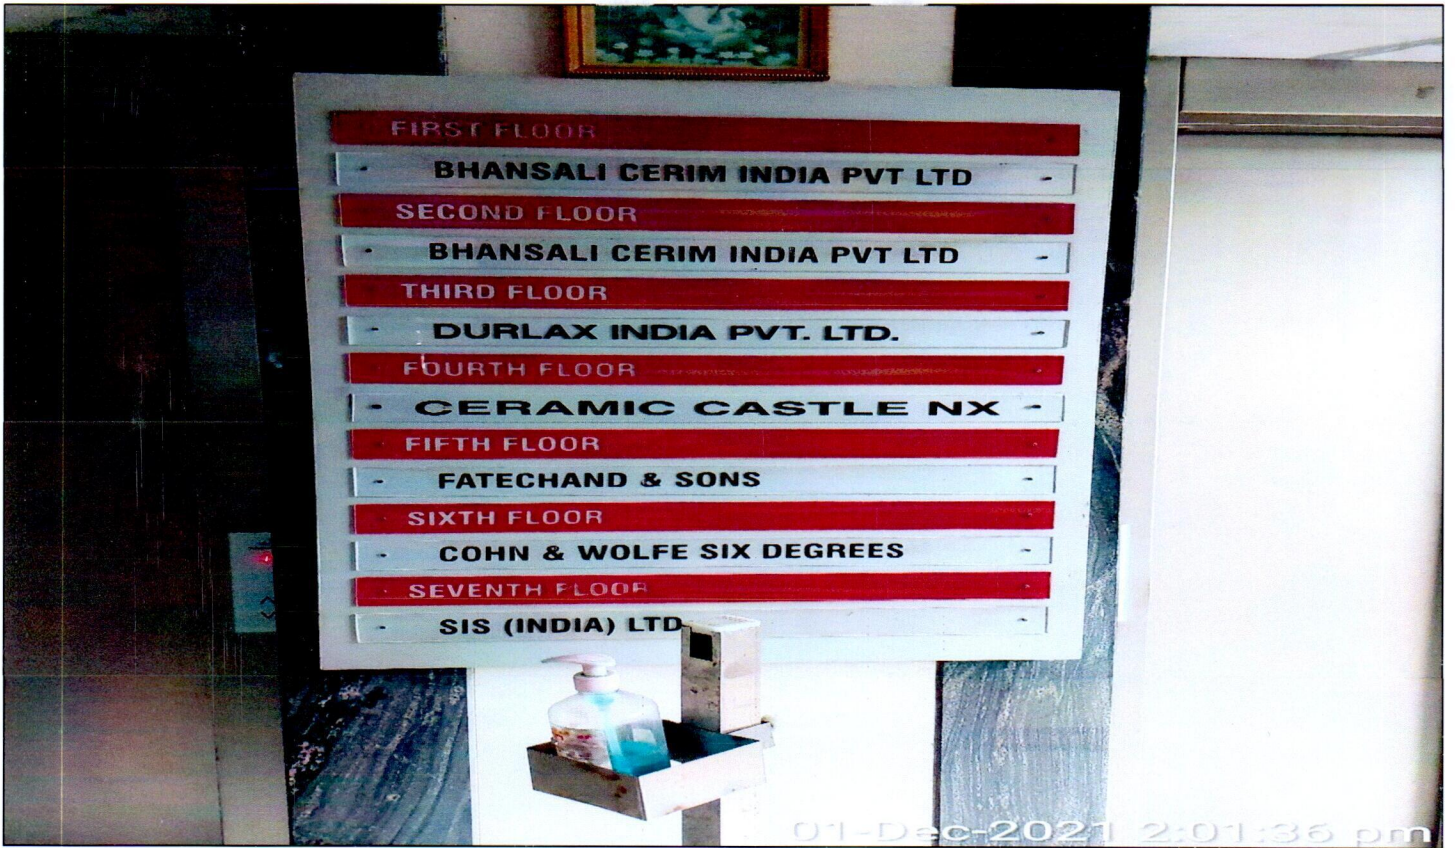 FIRST FLOOR
BHANSALI CERIM INDIA PVT LTD
SECOND FLOOR
BHANSALI CERIM INDIA PVT LTD
THIRD FLOOR
DURLAX INDIA PVT. LTD.
FOURTH FLOOR
CERAMIC CASTLE NX
FIFTH FLOOR
FATECHAND & SONS
SIXTH FLOOR
COHN & WOLFE SIX DEGREES
SEVENTH FLOOR
SIS (INDIA) LTD
01-Dec-2021 2:01:36 pm